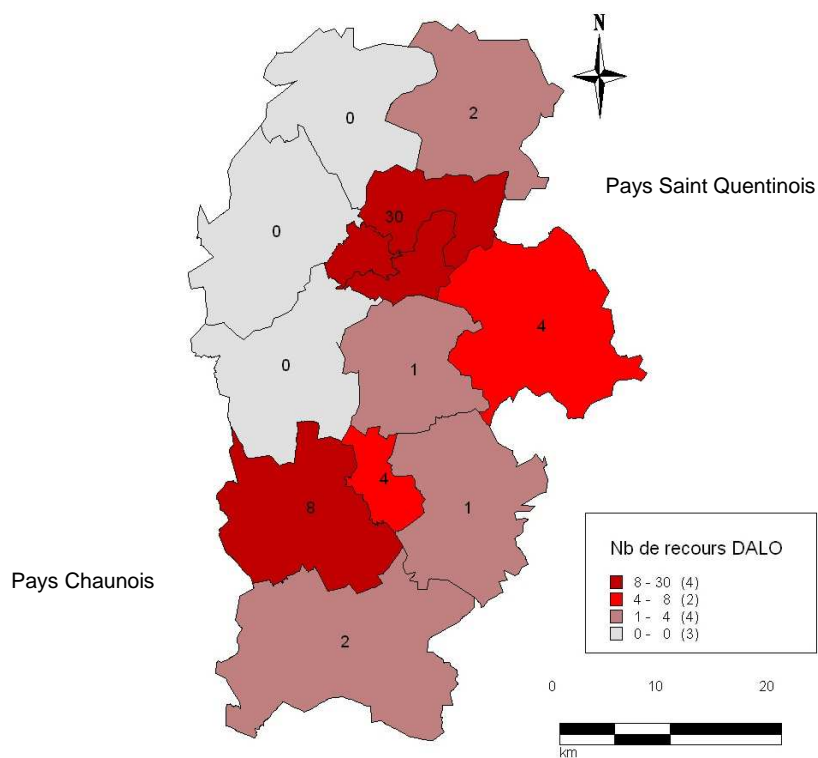 N
0
2
Pays Saint Quentinois
30
0
4
0
1
4
8
1
Pays Chaunois
2
Nb de recours DALO
8 - 30 (4)
4 - 8 (2)
1 - 4 (4)
0 - 0 (3)
0 10 20
km